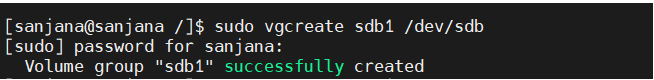 [sanjana@sanjana /]$ sudo vgcreate sdb1 /dev/sdb
[sudo] password for sanjana:
  Volume group "sdb1" successfully created